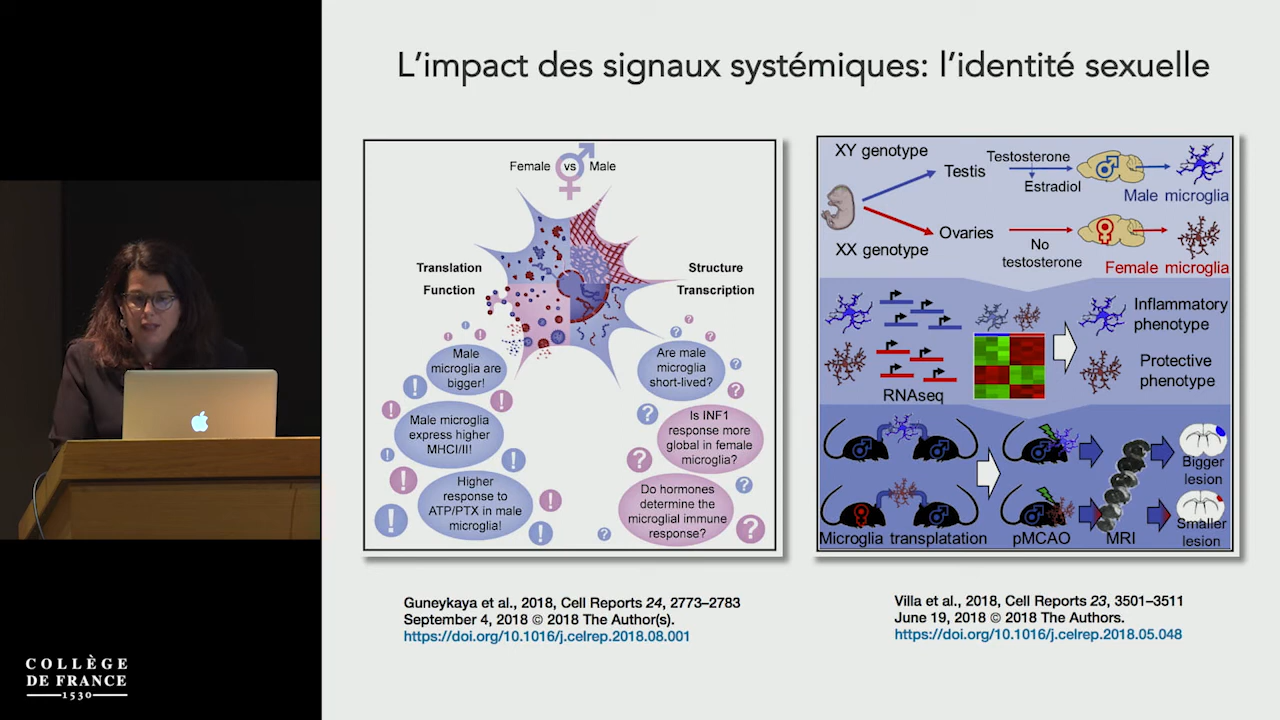 L'impact des signaux systémiques: l'identité sexuelle
Female vs Male
Translation
Function
Structure
Transcription
Male
microglia are
bigger!
Male microglia
express higher
MHCI/II!
Higher
response to
ATP/PTX in male
microglia!
Are male
microglia
short-lived?
Is INF1
response more
global in female
microglia?
Do hormones
determine the
microglial immune
response?
Guneykaya et al., 2018, Cell Reports 24, 2773–2783
September 4, 2018 © 2018 The Author(s).
https://doi.org/10.1016/j.celrep.2018.08.001
XY genotype
Testis
Testosterone
Estradiol
Male microglia
XX genotype
Ovaries
No
testosterone
Female microglia
RNAseq
Inflammatory
phenotype
Protective
phenotype
Bigger
lesion
Smaller
lesion
Microglia transplatation
pMCAO
MRI
Villa et al., 2018, Cell Reports 23, 3501–3511
June 19, 2018 © 2018 The Authors.
https://doi.org/10.1016/j.celrep.2018.05.048
COLLÈGE
DE FRANCE
1530